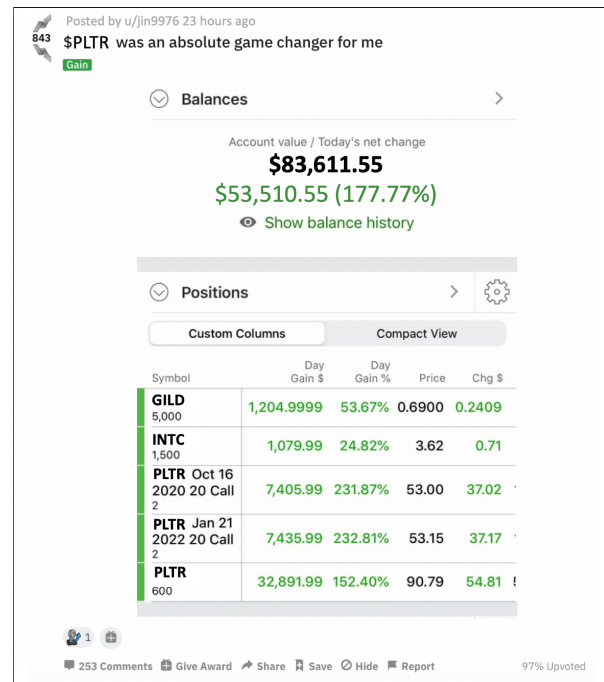 Posted by u/jin9976 23 hours ago
843
$PLTR was an absolute game changer for me
Gain
Balances
Account value / Today's net change
$83,611.55
$53,510.55 (177.77%)
Show balance history
Positions
Custom Columns Compact View
Day Day
Symbol Gain $ Gain % Price Chg $
GILD
5,000 1,204.9999 53.67% 0.6900 0.2409
INTC
1,500 1,079.99 24.82% 3.62 0.71
PLTR Oct 16
2020 20 Call 7,405.99 231.87% 53.00 37.02
2
PLTR Jan 21
2022 20 Call 7,435.99 232.81% 53.15 37.17
2
PLTR
600 32,891.99 152.40% 90.79 54.81
1
253 Comments Give Award Share Save Hide Report 97% Upvoted